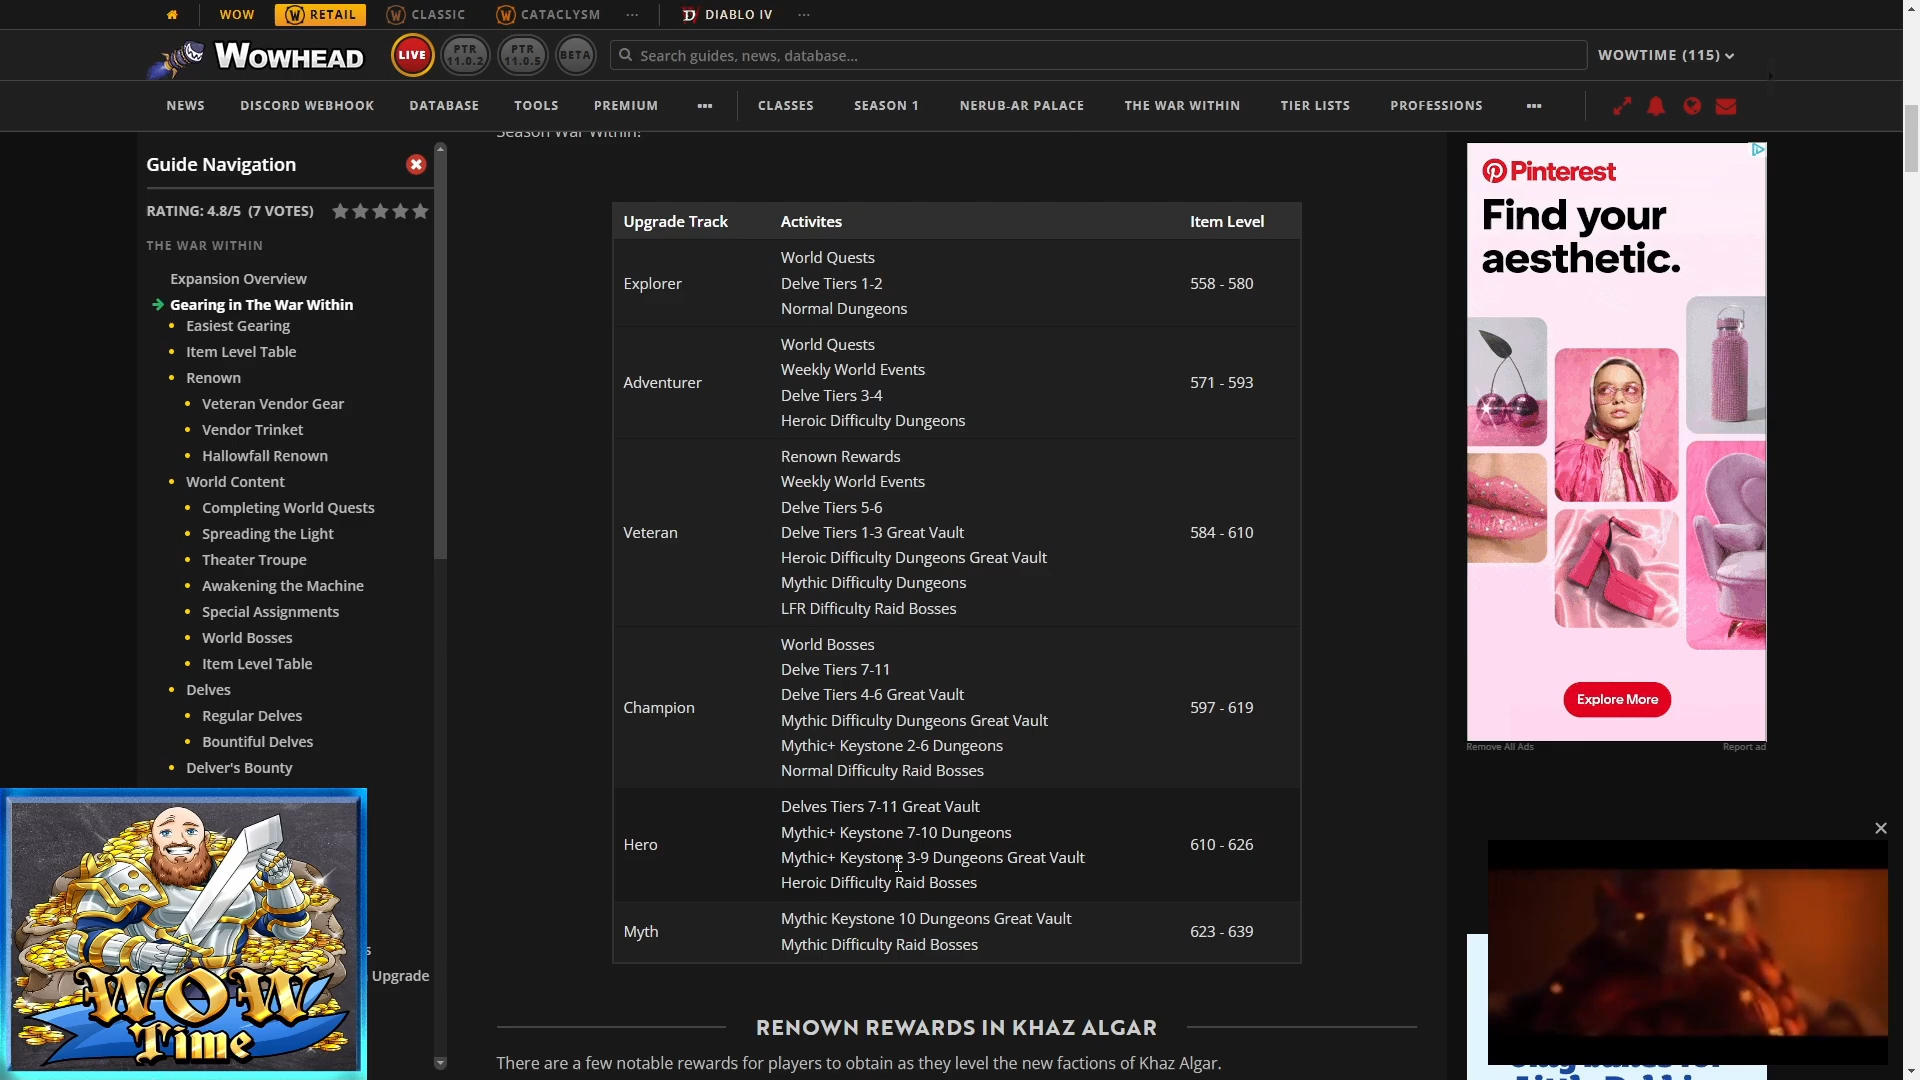 WOW
RETAIL
CLASSIC
CATACLYSM
DIABLO IV
WOWHEAD
LIVE
PTR
11.0.2
PTR
11.0.5
BETA
Search guides, news, database...
WOWTIME (115)
NEWS
DISCORD WEBHOOK
DATABASE
TOOLS
PREMIUM
CLASSES
SEASON 1
NERUB-AR PALACE
THE WAR WITHIN
TIER LISTS
PROFESSIONS
Season War Within!
Guide Navigation
RATING: 4.8/5 (7 VOTES)
THE WAR WITHIN
Expansion Overview
Gearing in The War Within
Easiest Gearing
Item Level Table
Renown
Veteran Vendor Gear
Vendor Trinket
Hallowfall Renown
World Content
Completing World Quests
Spreading the Light
Theater Troupe
Awakening the Machine
Special Assignments
World Bosses
Item Level Table
Delves
Regular Delves
Bountiful Delves
Delver's Bounty
Upgrade
WOW
Time
Upgrade Track Activites Item Level
Explorer
World Quests
Delve Tiers 1-2
Normal Dungeons
558 - 580
Adventurer
World Quests
Weekly World Events
Delve Tiers 3-4
Heroic Difficulty Dungeons
571 - 593
Veteran
Renown Rewards
Weekly World Events
Delve Tiers 5-6
Delve Tiers 1-3 Great Vault
Heroic Difficulty Dungeons Great Vault
Mythic Difficulty Dungeons
LFR Difficulty Raid Bosses
584 - 610
Champion
World Bosses
Delve Tiers 7-11
Delve Tiers 4-6 Great Vault
Mythic Difficulty Dungeons Great Vault
Mythic+ Keystone 2-6 Dungeons
Normal Difficulty Raid Bosses
597 - 619
Hero
Delves Tiers 7-11 Great Vault
Mythic+ Keystone 7-10 Dungeons
Mythic+ Keystone 3-9 Dungeons Great Vault
Heroic Difficulty Raid Bosses
610 - 626
Myth
Mythic Keystone 10 Dungeons Great Vault
Mythic Difficulty Raid Bosses
623 - 639
RENOWN REWARDS IN KHAZ ALGAR
There are a few notable rewards for players to obtain as they level the new factions of Khaz Algar.
Pinterest
Find your
aesthetic.
Explore More
Remove All Ads
Report ad